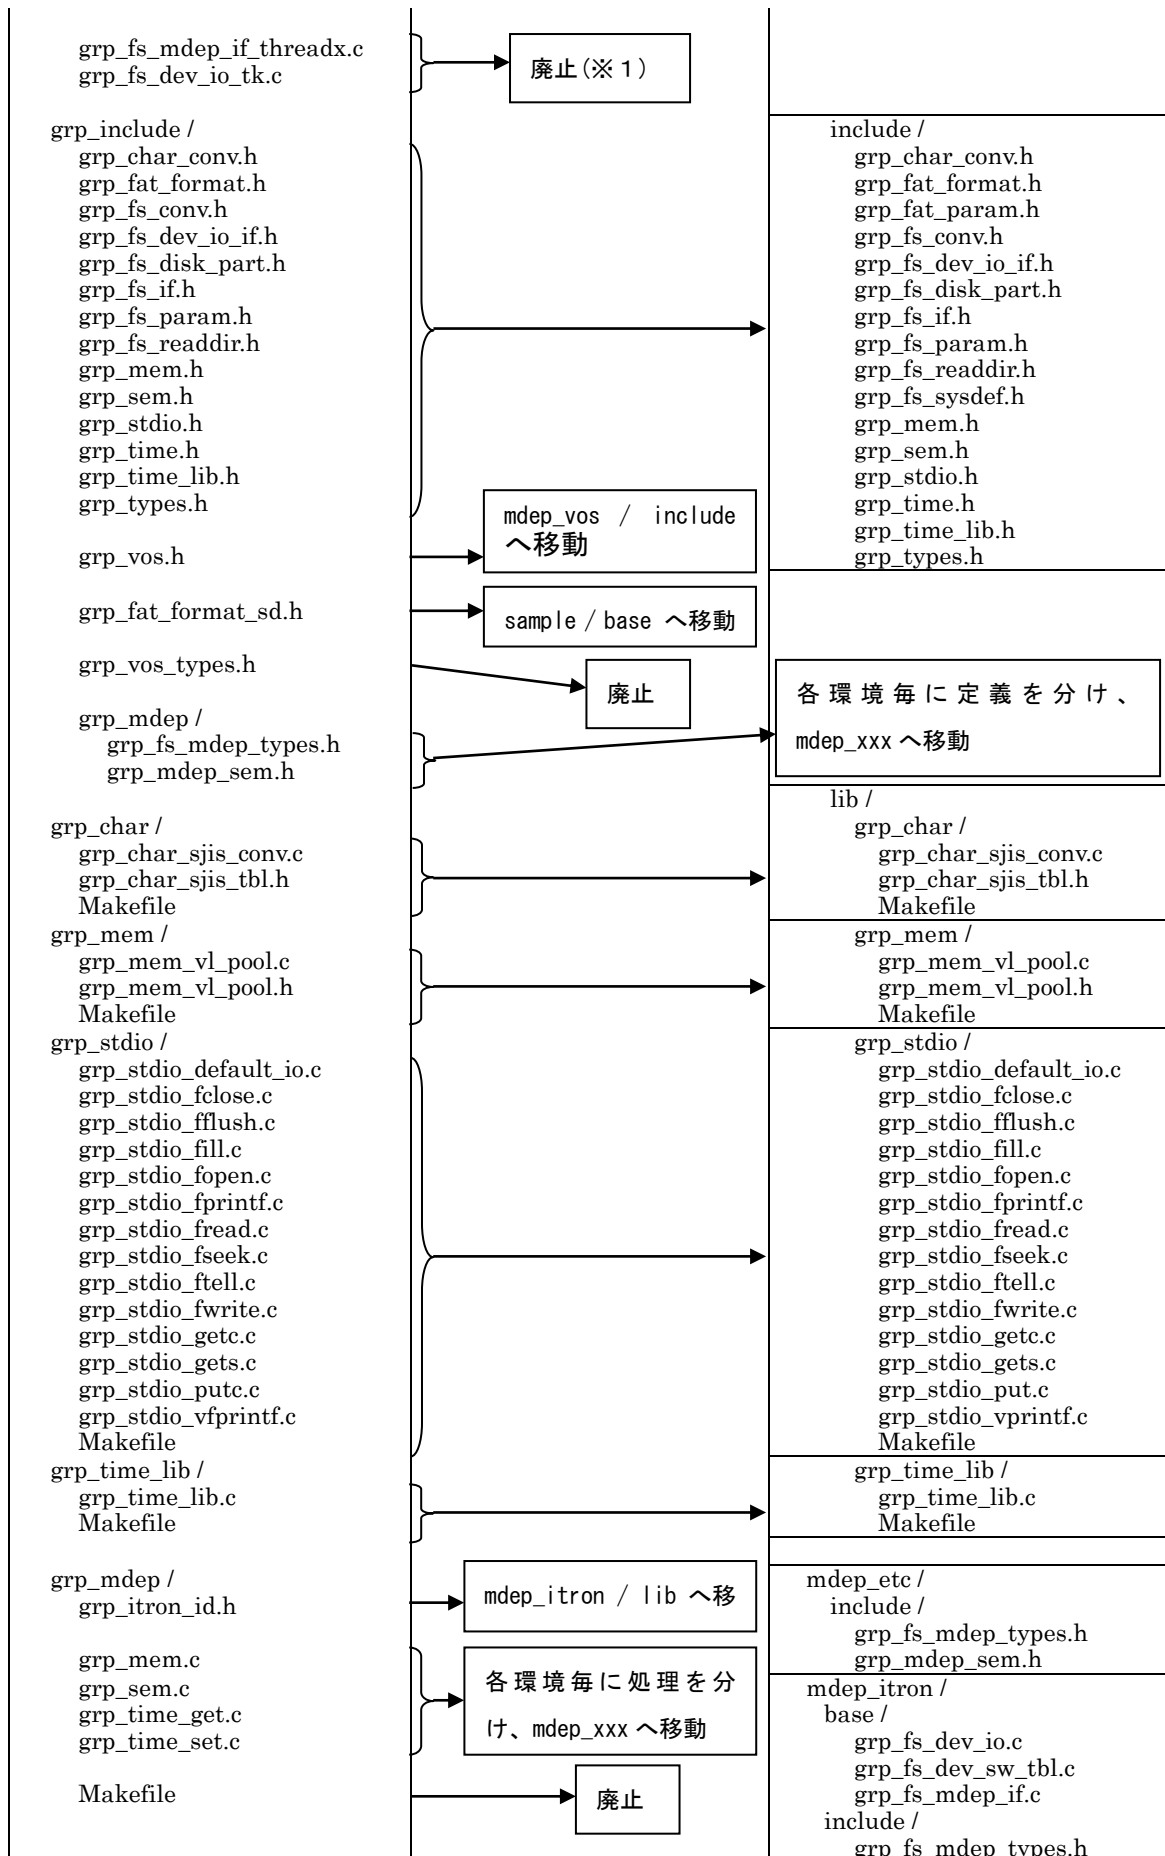 grp_fs_mdep_if_threadx.c
grp_fs_dev_io_tk.c
廃止(※１)
grp_include /
grp_char_conv.h
grp_fat_format.h
grp_fs_conv.h
grp_fs_dev_io_if.h
grp_fs_disk_part.h
grp_fs_if.h
grp_fs_param.h
grp_fs_readdir.h
grp_mem.h
grp_sem.h
grp_stdio.h
grp_time.h
grp_time_lib.h
grp_types.h
include /
grp_char_conv.h
grp_fat_format.h
grp_fat_param.h
grp_fs_conv.h
grp_fs_dev_io_if.h
grp_fs_disk_part.h
grp_fs_if.h
grp_fs_param.h
grp_fs_readdir.h
grp_fs_sysdef.h
grp_mem.h
grp_sem.h
grp_stdio.h
grp_time.h
grp_time_lib.h
grp_types.h
grp_vos.h
mdep_vos / include
へ移動
grp_fat_format_sd.h
sample / base へ移動
grp_vos_types.h
廃止
grp_mdep /
grp_fs_mdep_types.h
grp_mdep_sem.h
各環境毎に定義を分け、
mdep_xxx へ移動
grp_char /
grp_char_sjis_conv.c
grp_char_sjis_tbl.h
Makefile
lib /
grp_char /
grp_char_sjis_conv.c
grp_char_sjis_tbl.h
Makefile
grp_mem /
grp_mem_vl_pool.c
grp_mem_vl_pool.h
Makefile
grp_mem /
grp_mem_vl_pool.c
grp_mem_vl_pool.h
Makefile
grp_stdio /
grp_stdio_default_io.c
grp_stdio_fclose.c
grp_stdio_fflush.c
grp_stdio_fill.c
grp_stdio_fopen.c
grp_stdio_fprintf.c
grp_stdio_fread.c
grp_stdio_fseek.c
grp_stdio_ftell.c
grp_stdio_fwrite.c
grp_stdio_getc.c
grp_stdio_gets.c
grp_stdio_putc.c
grp_stdio_vfprintf.c
Makefile
grp_stdio /
grp_stdio_default_io.c
grp_stdio_fclose.c
grp_stdio_fflush.c
grp_stdio_fill.c
grp_stdio_fopen.c
grp_stdio_fprintf.c
grp_stdio_fread.c
grp_stdio_fseek.c
grp_stdio_ftell.c
grp_stdio_fwrite.c
grp_stdio_getc.c
grp_stdio_gets.c
grp_stdio_put.c
grp_stdio_vprintf.c
Makefile
grp_time_lib /
grp_time_lib.c
Makefile
grp_time_lib /
grp_time_lib.c
Makefile
grp_mdep /
grp_itron_id.h
mdep_itron / lib へ移
grp_mem.c
grp_sem.c
grp_time_get.c
grp_time_set.c
各環境毎に処理を分
け、mdep_xxx へ移動
Makefile
廃止
mdep_etc /
include /
grp_fs_mdep_types.h
grp_mdep_sem.h
mdep_itron /
base /
grp_fs_dev_io.c
grp_fs_dev_sw_tbl.c
grp_fs_mdep_if.c
include /
grp_fs_mdep_types.h